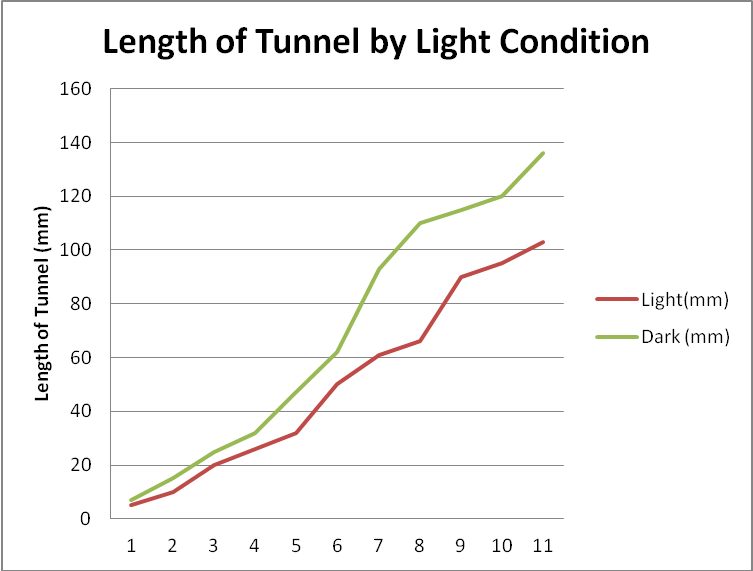 Length of Tunnel by Light Condition
160
140
120
100
80
60
40
20
0
Length of Tunnel (mm)
1 2 3 4 5 6 7 8 9 10 11
Light(mm)
Dark (mm)